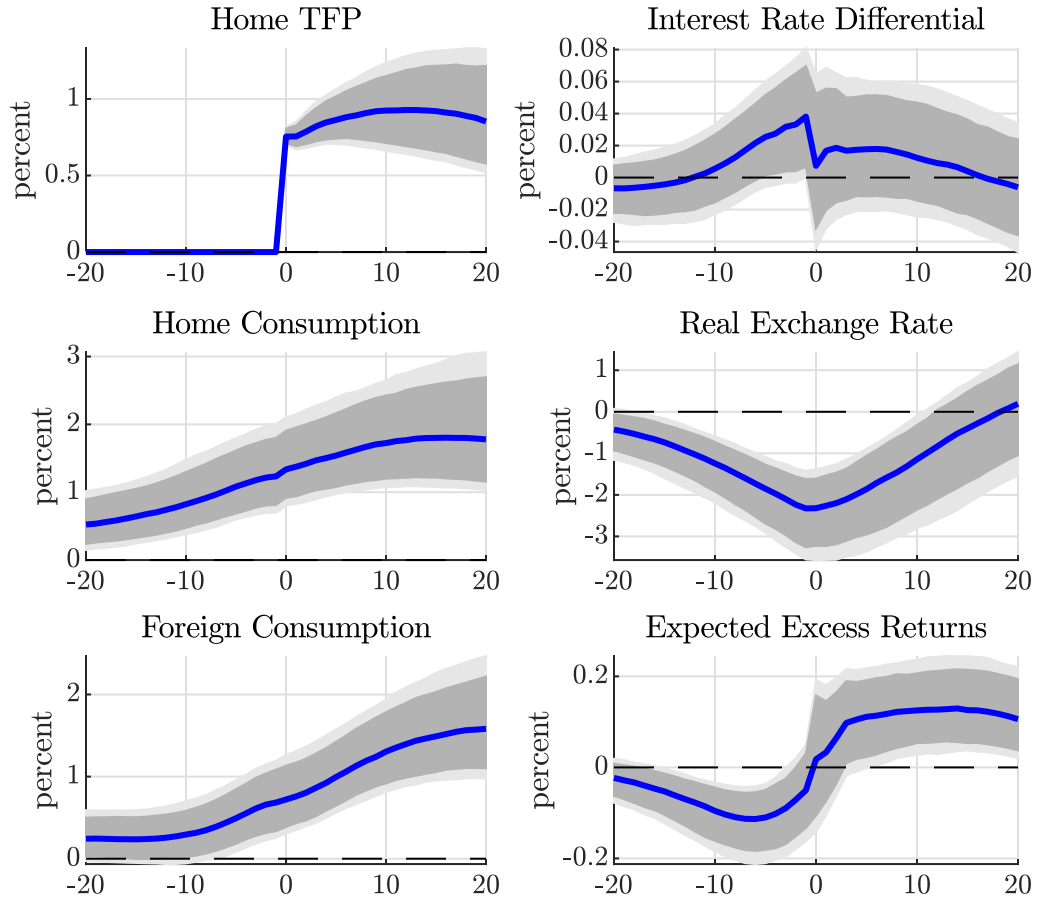 Home TFP
percent
1
0.5
0
-20 -10 0 10 20
Interest Rate Differential
percent
0.08
0.06
0.04
0.02
0
-0.02
-0.04
-20 -10 0 10 20
Home Consumption
percent
3
2
1
0
-20 -10 0 10 20
Real Exchange Rate
percent
1
0
-1
-2
-3
-20 -10 0 10 20
Foreign Consumption
percent
2
1
0
-20 -10 0 10 20
Expected Excess Returns
percent
0.2
0
-0.2
-20 -10 0 10 20